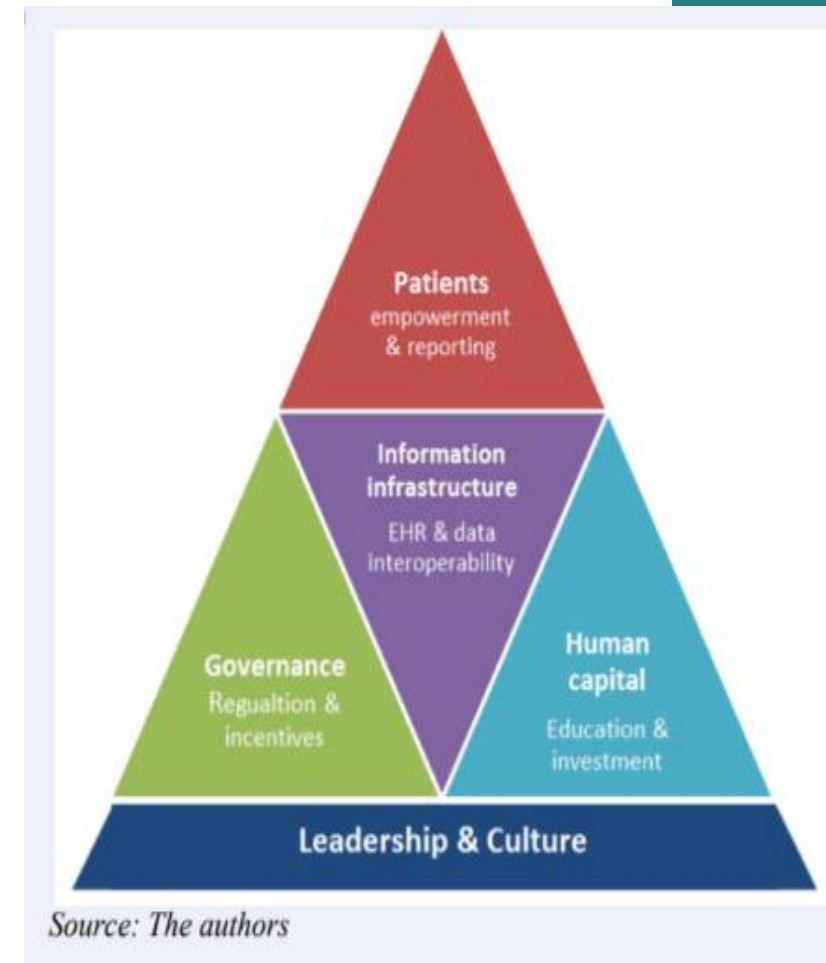 Patients
empowerment
& reporting
Information
infrastructure
EHR & data
interoperability
Governance
Regualtion &
incentives
Human
capital
Education &
investment
Leadership & Culture
Source: The authors